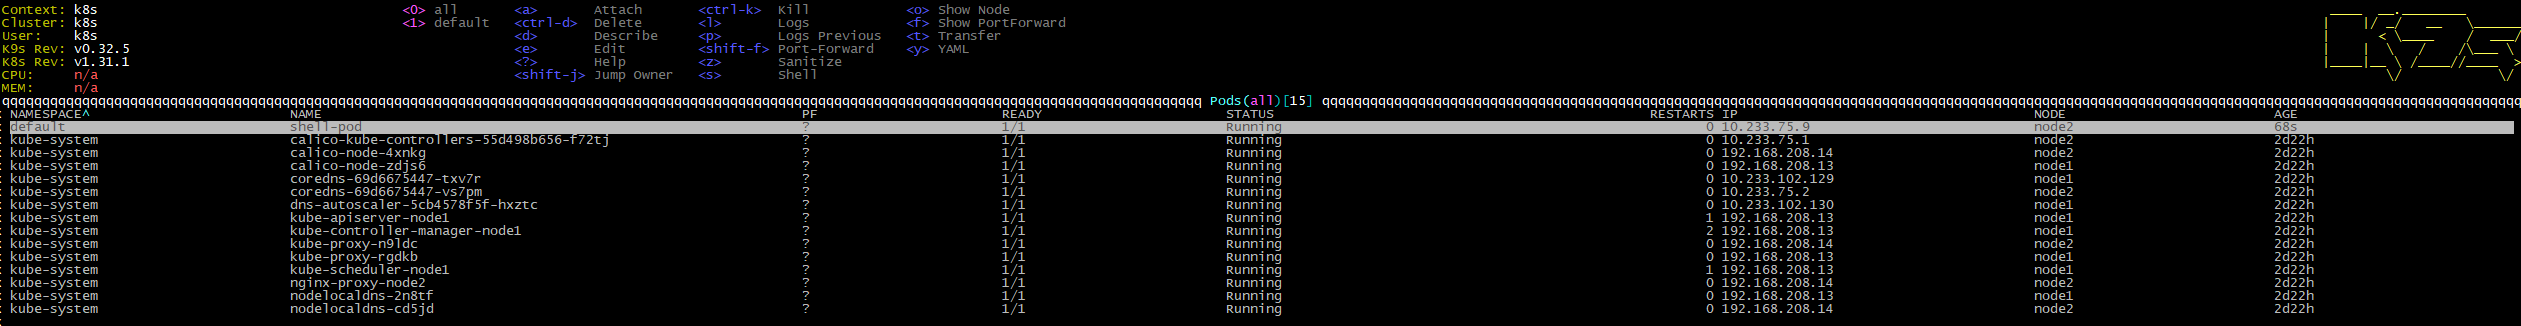 Context: k8s <0> all <a> Attach <ctrl-k> Kill <o> Show Node
Cluster: k8s <1> default <ctrl-d> Delete <l> Logs <f> Show PortForward
User: k8s <d> Describe <p> Logs Previous <t> Transfer
K9s Rev: v0.32.5 <e> Edit <shift-f> Port-Forward <y> YAML
K8s Rev: v1.31.1 <?> Help <z> Sanitize
CPU: n/a <shift-j> Jump Owner <s> Shell
MEM: n/a
Pods(all)[15]
NAMESPACE^ NAME PF READY STATUS RESTARTS IP NODE AGE
default shell-pod ? 1/1 Running 0 10.233.75.9 node2 68s
kube-system calico-kube-controllers-55d498b656-f72tj ? 1/1 Running 0 10.233.75.1 node2 2d22h
kube-system calico-node-4xnkg ? 1/1 Running 0 192.168.208.14 node2 2d22h
kube-system calico-node-zdjs6 ? 1/1 Running 0 192.168.208.13 node1 2d22h
kube-system coredns-69d6675447-txv7r ? 1/1 Running 0 10.233.102.129 node1 2d22h
kube-system coredns-69d6675447-vs7pm ? 1/1 Running 0 10.233.75.2 node2 2d22h
kube-system dns-autoscaler-5cb4578f5f-hxztc ? 1/1 Running 0 10.233.102.130 node1 2d22h
kube-system kube-apiserver-node1 ? 1/1 Running 1 192.168.208.13 node1 2d22h
kube-system kube-controller-manager-node1 ? 1/1 Running 2 192.168.208.13 node1 2d22h
kube-system kube-proxy-n9ldc ? 1/1 Running 0 192.168.208.14 node2 2d22h
kube-system kube-proxy-rgdkb ? 1/1 Running 0 192.168.208.13 node1 2d22h
kube-system kube-scheduler-node1 ? 1/1 Running 1 192.168.208.13 node1 2d22h
kube-system nginx-proxy-node2 ? 1/1 Running 0 192.168.208.14 node2 2d22h
kube-system nodelocaldns-2n8tf ? 1/1 Running 0 192.168.208.13 node1 2d22h
kube-system nodelocaldns-cd5jd ? 1/1 Running 0 192.168.208.14 node2 2d22h